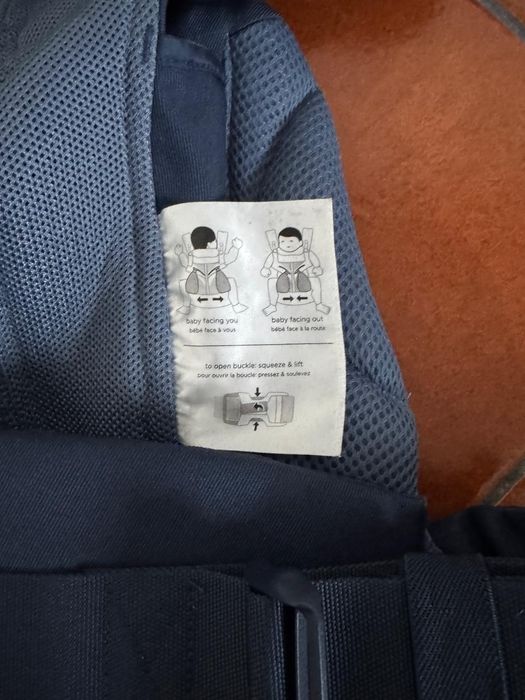 baby facing you
bébé face à vous
baby facing out
bébé face à la route
to open buckle: squeeze & lift
pour ouvrir la boucle: pressez & soulevez